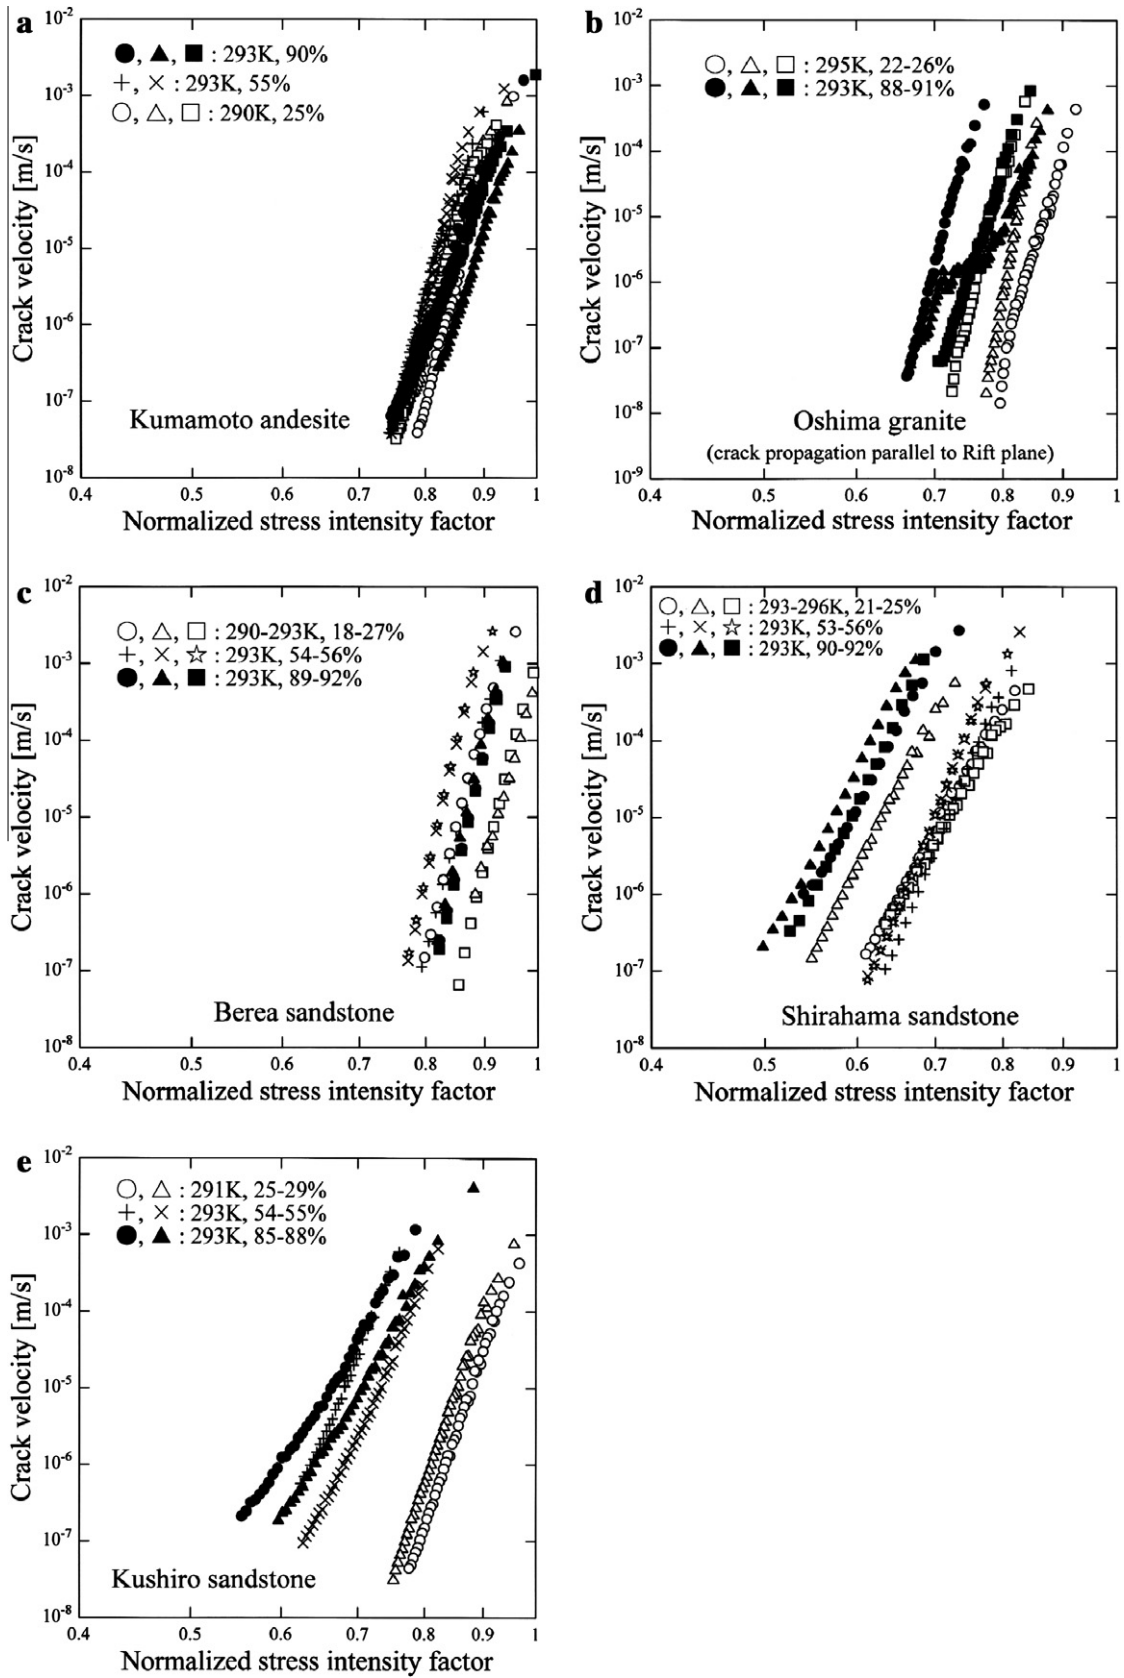 a
10-2
10-3
10-4
10-5
10-6
10-7
10-8
Crack velocity [m/s]
●, ▲, ■ : 293K, 90%
+, × : 293K, 55%
○, △, □ : 290K, 25%
Kumamoto andesite
0.4 0.5 0.6 0.7 0.8 0.9 1
Normalized stress intensity factor
b
10-2
10-3
10-4
10-5
10-6
10-7
10-8
10-9
Crack velocity [m/s]
○, △, □ : 295K, 22-26%
●, ▲, ■ : 293K, 88-91%
Oshima granite
(crack propagation parallel to Rift plane)
0.4 0.5 0.6 0.7 0.8 0.9 1
Normalized stress intensity factor
c
10-2
10-3
10-4
10-5
10-6
10-7
10-8
Crack velocity [m/s]
○, △, □ : 290-293K, 18-27%
+, ×, ☆ : 293K, 54-56%
●, ▲, ■ : 293K, 89-92%
Berea sandstone
0.4 0.5 0.6 0.7 0.8 0.9 1
Normalized stress intensity factor
d
10-2
10-3
10-4
10-5
10-6
10-7
10-8
Crack velocity [m/s]
○, △, □ : 293-296K, 21-25%
+, ×, ☆ : 293K, 53-56%
●, ▲, ■ : 293K, 90-92%
Shirahama sandstone
0.4 0.5 0.6 0.7 0.8 0.9 1
Normalized stress intensity factor
e
10-2
10-3
10-4
10-5
10-6
10-7
10-8
Crack velocity [m/s]
○, △ : 291K, 25-29%
+, × : 293K, 54-55%
●, ▲ : 293K, 85-88%
Kushiro sandstone
0.4 0.5 0.6 0.7 0.8 0.9 1
Normalized stress intensity factor